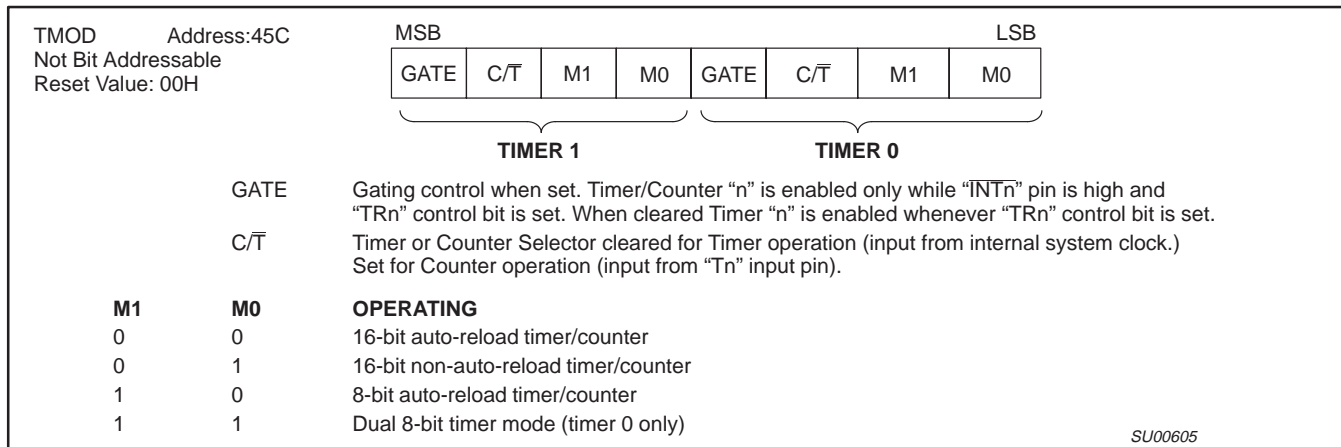 TMOD Address:45C
Not Bit Addressable
Reset Value: 00H
MSB LSB
GATE C/T̅ M1 M0 GATE C/T̅ M1 M0
TIMER 1 TIMER 0
GATE Gating control when set. Timer/Counter “n” is enabled only while “I̅N̅T̅n̅” pin is high and
“TRn” control bit is set. When cleared Timer “n” is enabled whenever “TRn” control bit is set.
C/T̅ Timer or Counter Selector cleared for Timer operation (input from internal system clock.)
Set for Counter operation (input from “Tn” input pin).
M1 M0 OPERATING
0 0 16-bit auto-reload timer/counter
0 1 16-bit non-auto-reload timer/counter
1 0 8-bit auto-reload timer/counter
1 1 Dual 8-bit timer mode (timer 0 only)
SU00605